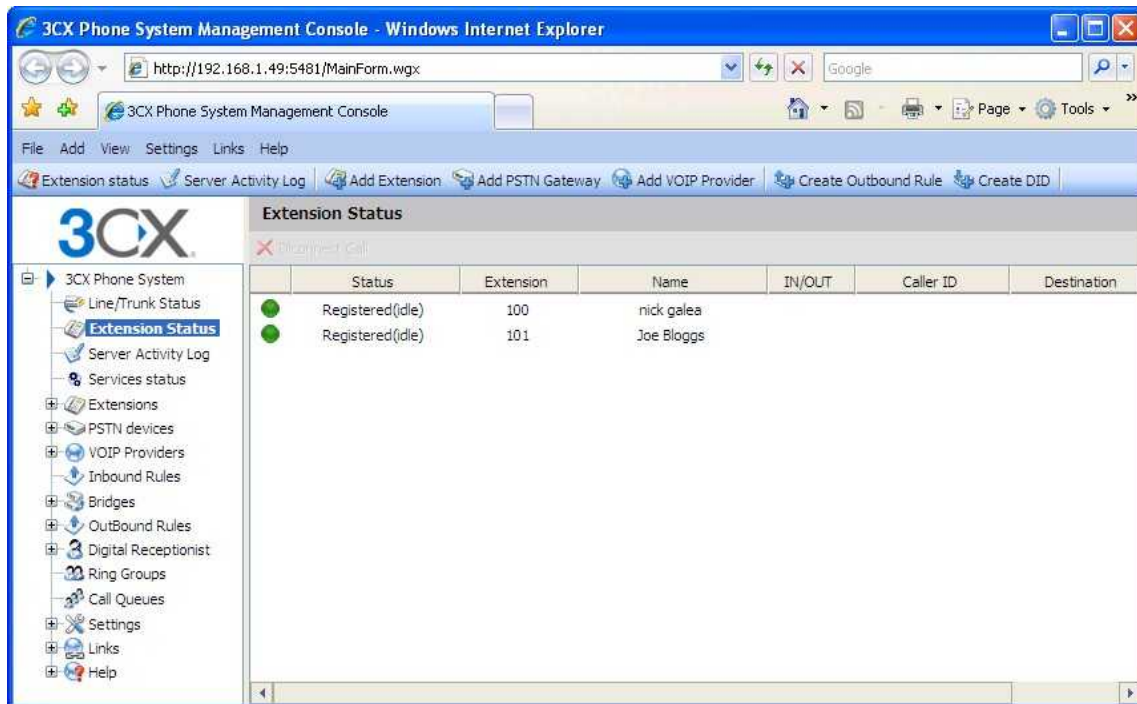 3CX Phone System Management Console - Windows Internet Explorer
http://192.168.1.49:5481/MainForm.wgx
Google
3CX Phone System Management Console
Page
Tools
»
File Add View Settings Links Help
Extension status Server Activity Log Add Extension Add PSTN Gateway Add VOIP Provider Create Outbound Rule Create DID
3CX
Extension Status
Disconnect Call
3CX Phone System
Line/Trunk Status
Extension Status
Server Activity Log
Services status
Extensions
PSTN devices
VOIP Providers
Inbound Rules
Bridges
OutBound Rules
Digital Receptionist
Ring Groups
Call Queues
Settings
Links
Help
Status Extension Name IN/OUT Caller ID Destination
Registered(idle) 100 nick galea
Registered(idle) 101 Joe Bloggs